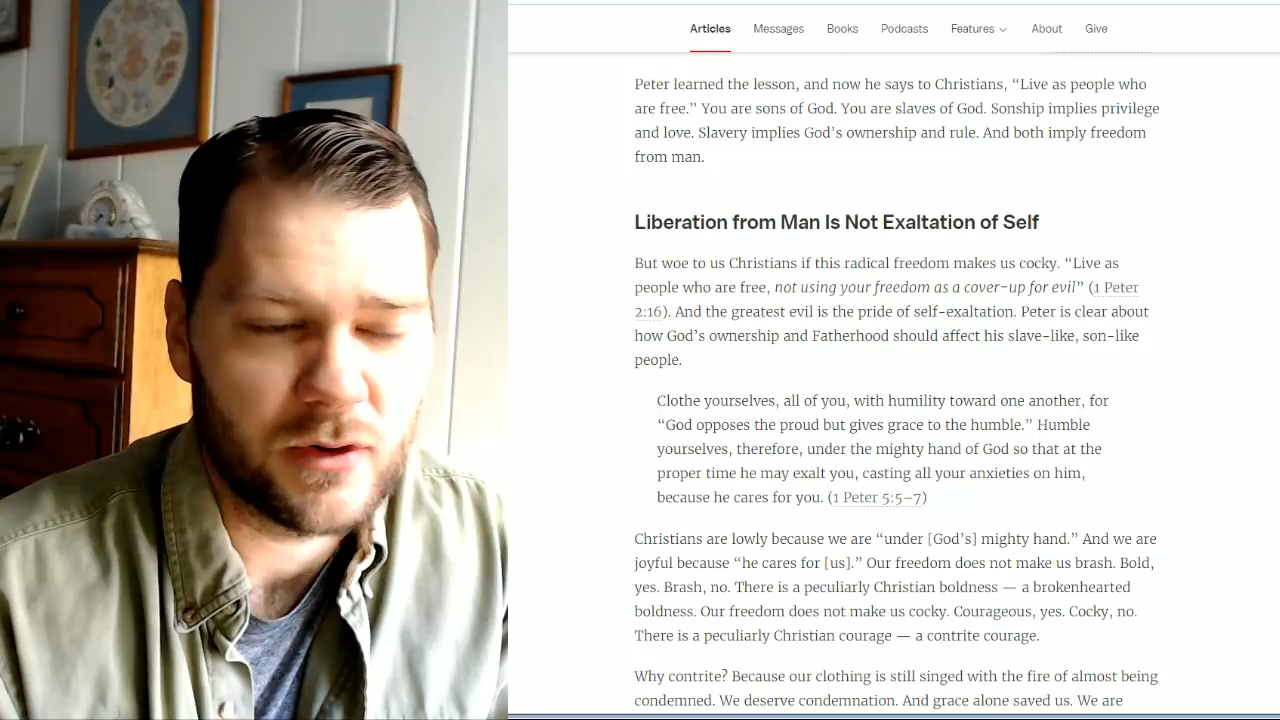 Articles Messages Books Podcasts Features About Give
Peter learned the lesson, and now he says to Christians, “Live as people who
are free.” You are sons of God. You are slaves of God. Sonship implies privilege
and love. Slavery implies God’s ownership and rule. And both imply freedom
from man.
Liberation from Man Is Not Exaltation of Self
But woe to us Christians if this radical freedom makes us cocky. “Live as
people who are free, not using your freedom as a cover-up for evil” (1 Peter
2:16). And the greatest evil is the pride of self-exaltation. Peter is clear about
how God’s ownership and Fatherhood should affect his slave-like, son-like
people.
Clothe yourselves, all of you, with humility toward one another, for
“God opposes the proud but gives grace to the humble.” Humble
yourselves, therefore, under the mighty hand of God so that at the
proper time he may exalt you, casting all your anxieties on him,
because he cares for you. (1 Peter 5:5–7)
Christians are lowly because we are “under [God’s] mighty hand.” And we are
joyful because “he cares for [us].” Our freedom does not make us brash. Bold,
yes. Brash, no. There is a peculiarly Christian boldness — a brokenhearted
boldness. Our freedom does not make us cocky. Courageous, yes. Cocky, no.
There is a peculiarly Christian courage — a contrite courage.
Why contrite? Because our clothing is still singed with the fire of almost being
condemned. We deserve condemnation. And grace alone saved us. We are